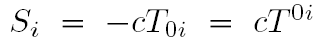 $S_i \ = \ -cT_{0i} \ = \ cT^{0i}$